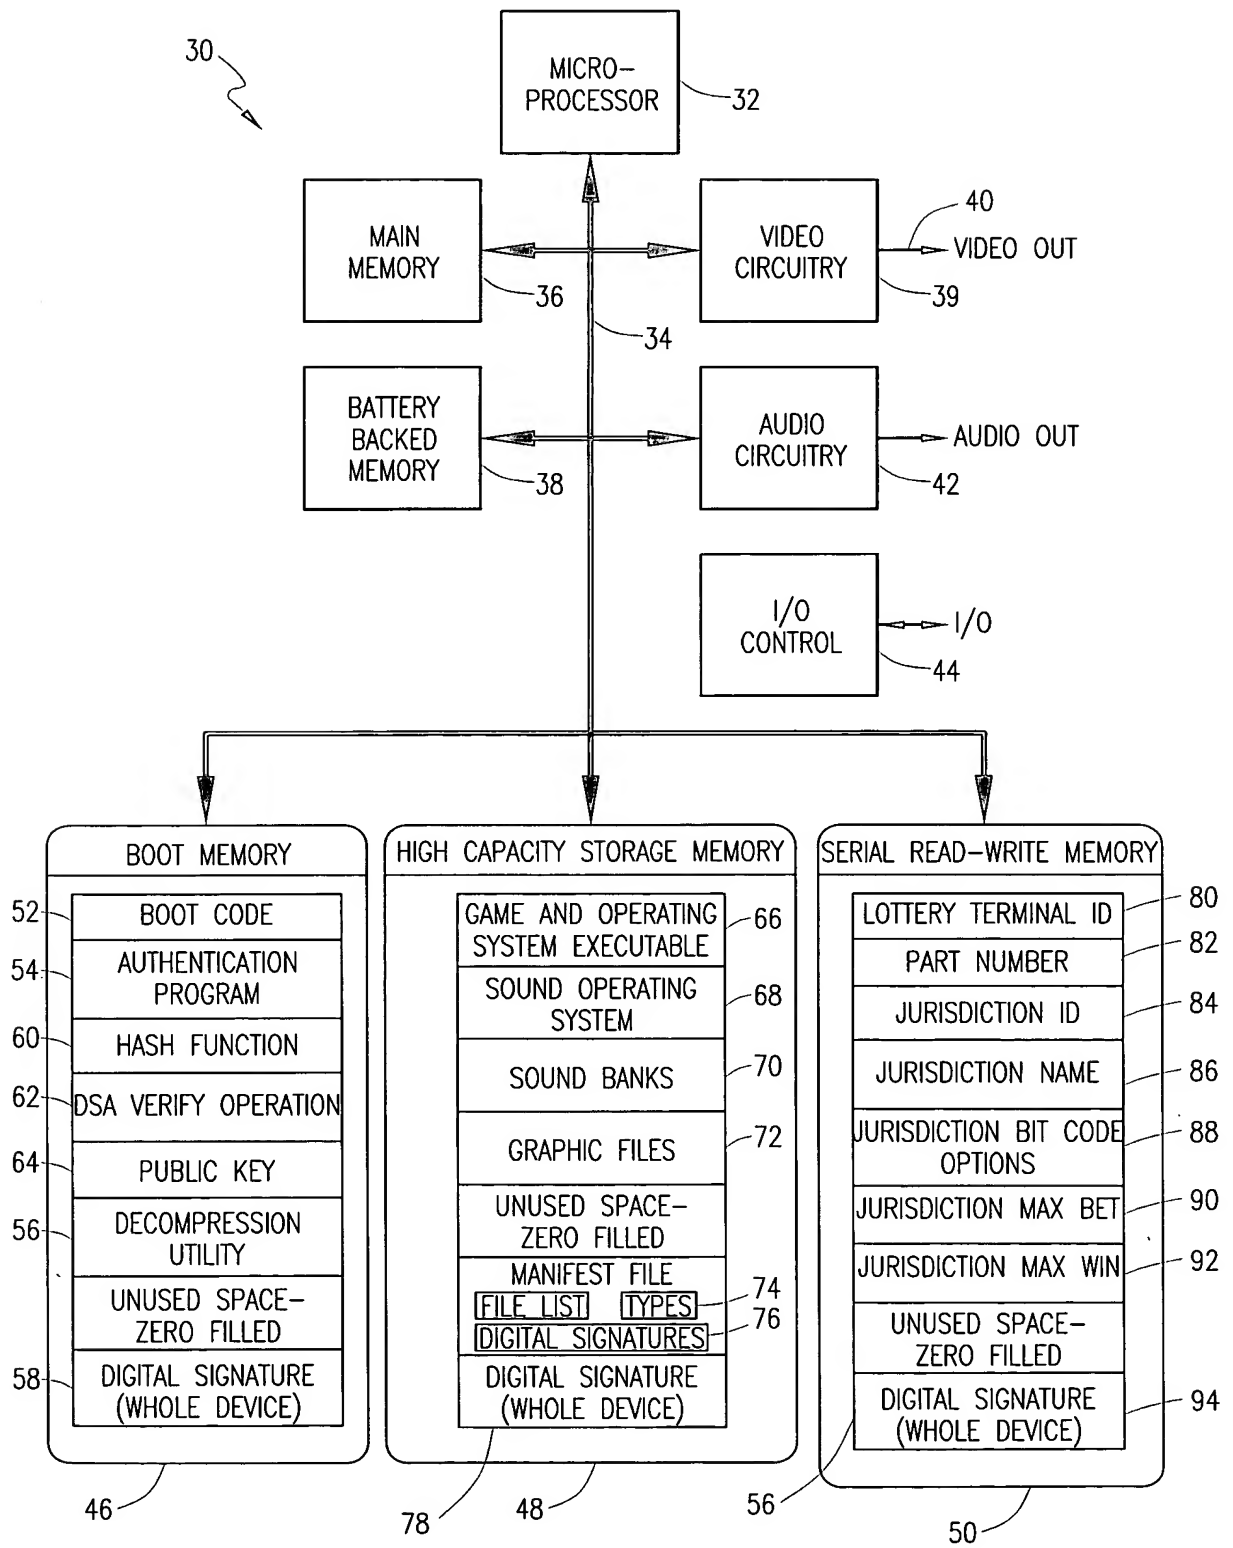 30
MICRO-
PROCESSOR
32
MAIN
MEMORY
36
VIDEO
CIRCUITRY
39
40
VIDEO OUT
34
BATTERY
BACKED
MEMORY
38
AUDIO
CIRCUITRY
42
AUDIO OUT
I/O
CONTROL
44
I/O
BOOT MEMORY
52
BOOT CODE
54
AUTHENTICATION
PROGRAM
60
HASH FUNCTION
62
DSA VERIFY OPERATION
64
PUBLIC KEY
56
DECOMPRESSION
UTILITY
UNUSED SPACE-
ZERO FILLED
58
DIGITAL SIGNATURE
(WHOLE DEVICE)
46
HIGH CAPACITY STORAGE MEMORY
GAME AND OPERATING
SYSTEM EXECUTABLE
66
SOUND OPERATING
SYSTEM
68
SOUND BANKS
70
GRAPHIC FILES
72
UNUSED SPACE-
ZERO FILLED
MANIFEST FILE
FILE LIST
TYPES
74
DIGITAL SIGNATURES
76
DIGITAL SIGNATURE
(WHOLE DEVICE)
78
48
SERIAL READ-WRITE MEMORY
LOTTERY TERMINAL ID
80
PART NUMBER
82
JURISDICTION ID
84
JURISDICTION NAME
86
JURISDICTION BIT CODE
OPTIONS
88
JURISDICTION MAX BET
90
JURISDICTION MAX WIN
92
UNUSED SPACE-
ZERO FILLED
DIGITAL SIGNATURE
(WHOLE DEVICE)
94
56
50